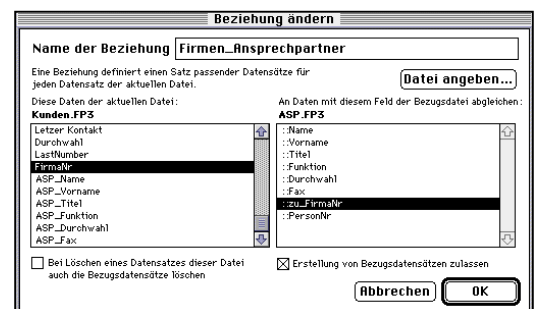 Beziehung ändern
Name der Beziehung Firmen_Ansprechpartner
Eine Beziehung definiert einen Satz passender Datensätze für
jeden Datensatz der aktuellen Datei.
Datei angeben...
Diese Daten der aktuellen Datei:
Kunden.FP3
Letzer Kontakt
Durchwahl
LastNumber
FirmaNr
ASP_Name
ASP_Vorname
ASP_Titel
ASP_Funktion
ASP_Durchwahl
ASP_Fax
An Daten mit diesem Feld der Bezugsdatei abgleichen:
ASP.FP3
::Name
::Vorname
::Titel
::Funktion
::Durchwahl
::Fax
::zu_FirmaNr
::PersonNr
Bei Löschen eines Datensatzes dieser Datei
auch die Bezugsdatensätze löschen
Erstellung von Bezugsdatensätzen zulassen
Abbrechen
OK